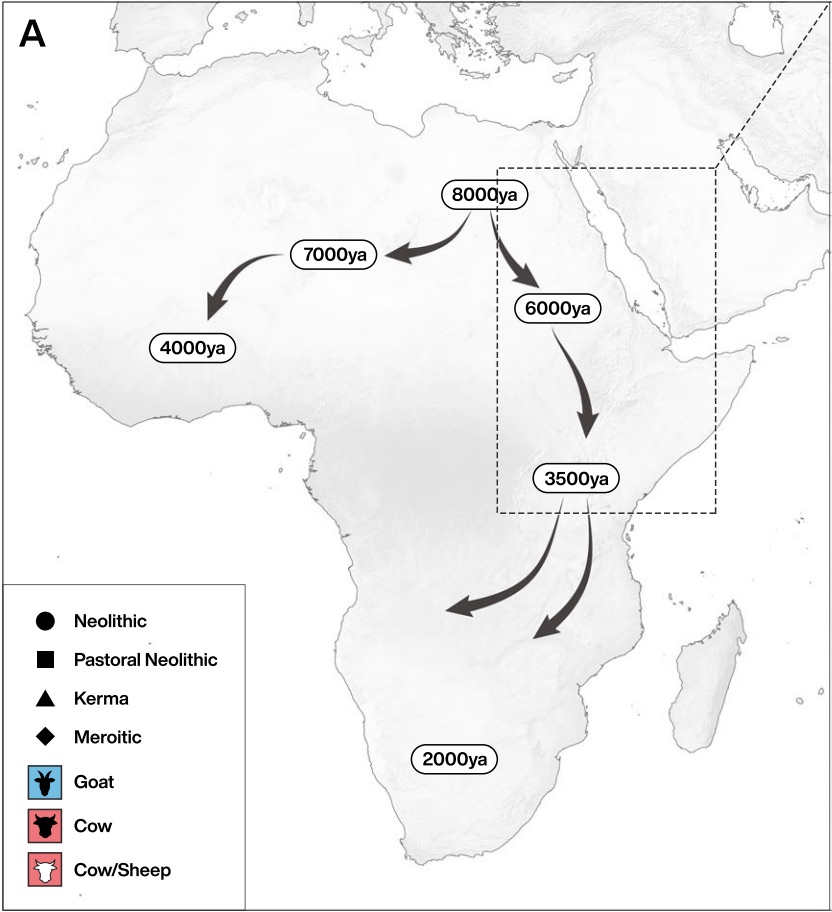 A
8000ya
7000ya
6000ya
4000ya
3500ya
2000ya
Neolithic
Pastoral Neolithic
Kerma
Meroitic
Goat
Cow
Cow/Sheep